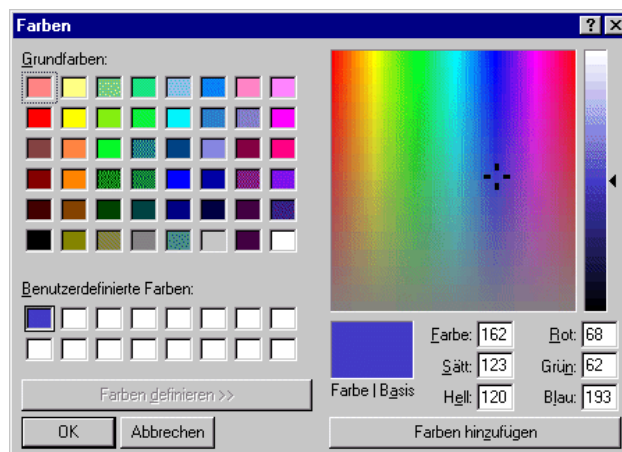 Farben
Grundfarben:
Benutzerdefinierte Farben:
Farben definieren >>
OK
Abbrechen
Farbe | Basis
Farbe: 162
Sätt: 123
Hell: 120
Rot: 68
Grün: 62
Blau: 193
Farben hinzufügen